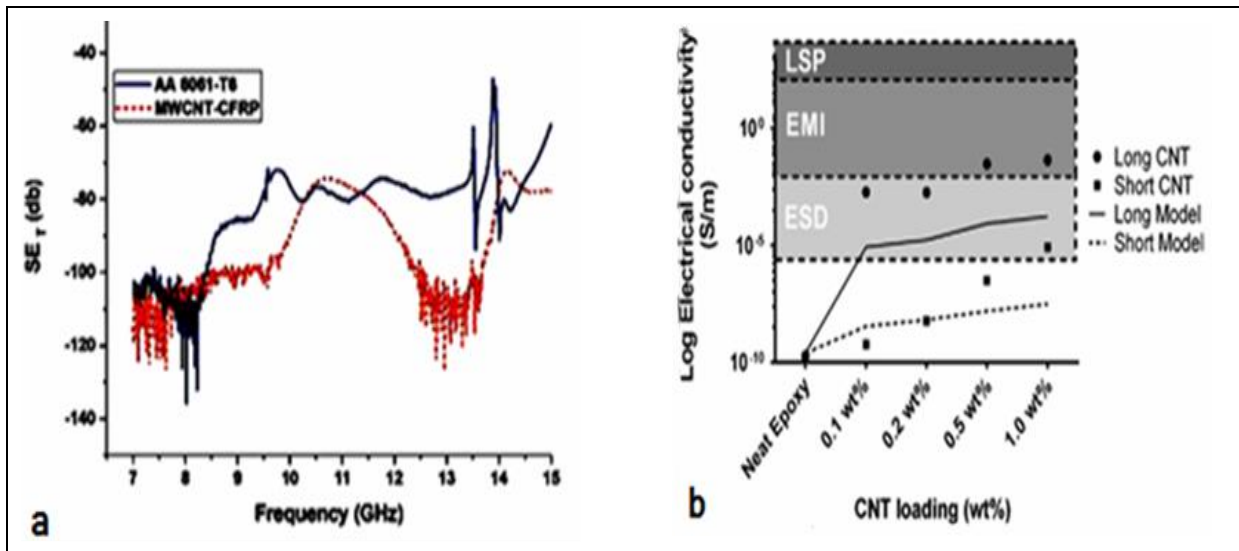 -40
-60
-80
-100
-120
-140
SE T (db)
AA 6061-T6
MWCNT-CFRP
7 8 9 10 11 12 13 14 15
Frequency (GHz)
a
Log Electrical conductivity
(S/m)
10^0
10^-5
10^-10
LSP
EMI
ESD
Long CNT
Short CNT
Long Model
Short Model
Neat Epoxy
0.1 wt%
0.2 wt%
0.5 wt%
1.0 wt%
CNT loading (wt%)
b